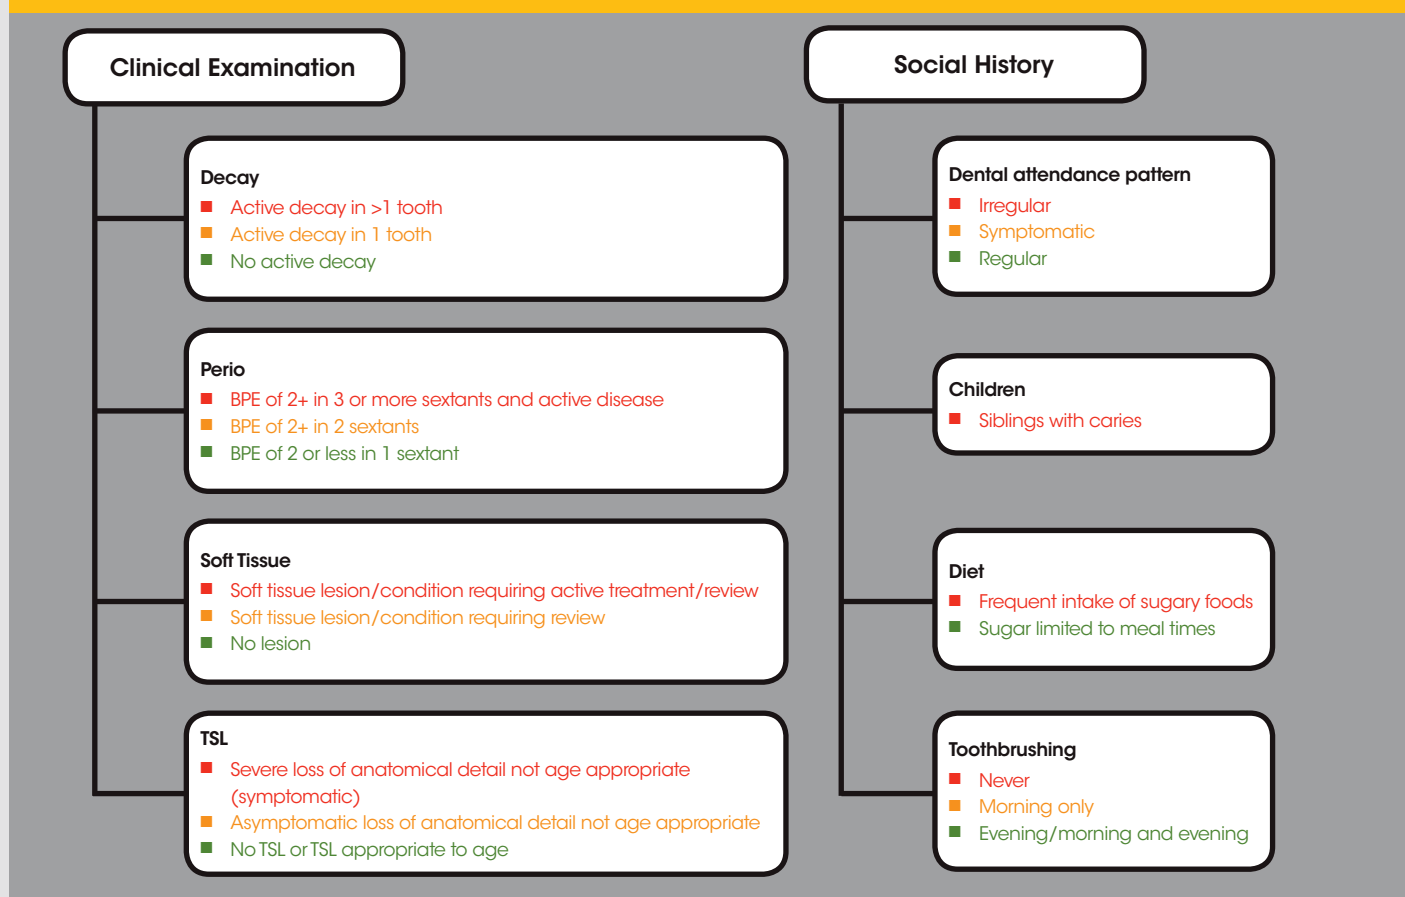 Clinical Examination
Decay
Active decay in >1 tooth
Active decay in 1 tooth
No active decay
Perio
BPE of 2+ in 3 or more sextants and active disease
BPE of 2+ in 2 sextants
BPE of 2 or less in 1 sextant
Soft Tissue
Soft tissue lesion/condition requiring active treatment/review
Soft tissue lesion/condition requiring review
No lesion
TSL
Severe loss of anatomical detail not age appropriate
(symptomatic)
Asymptomatic loss of anatomical detail not age appropriate
No TSL or TSL appropriate to age
Social History
Dental attendance pattern
Irregular
Symptomatic
Regular
Children
Siblings with caries
Diet
Frequent intake of sugary foods
Sugar limited to meal times
Toothbrushing
Never
Morning only
Evening/morning and evening